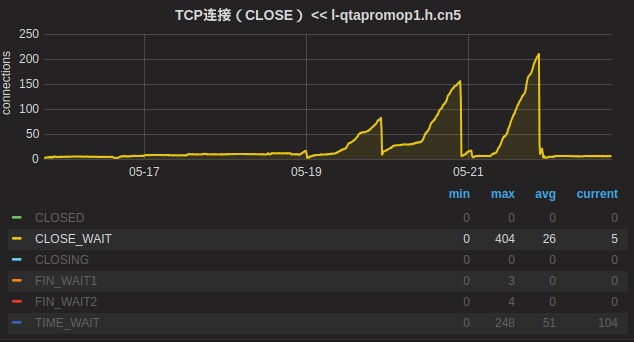 TCP连接（CLOSE） << l-qtapromop1.h.cn5
connections
250
200
150
100
50
0
05-17 05-19 05-21
min max avg current
CLOSED 0 0 0 0
CLOSE_WAIT 0 404 26 5
CLOSING 0 0 0 0
FIN_WAIT1 0 3 0 0
FIN_WAIT2 0 4 0 0
TIME_WAIT 0 248 51 104